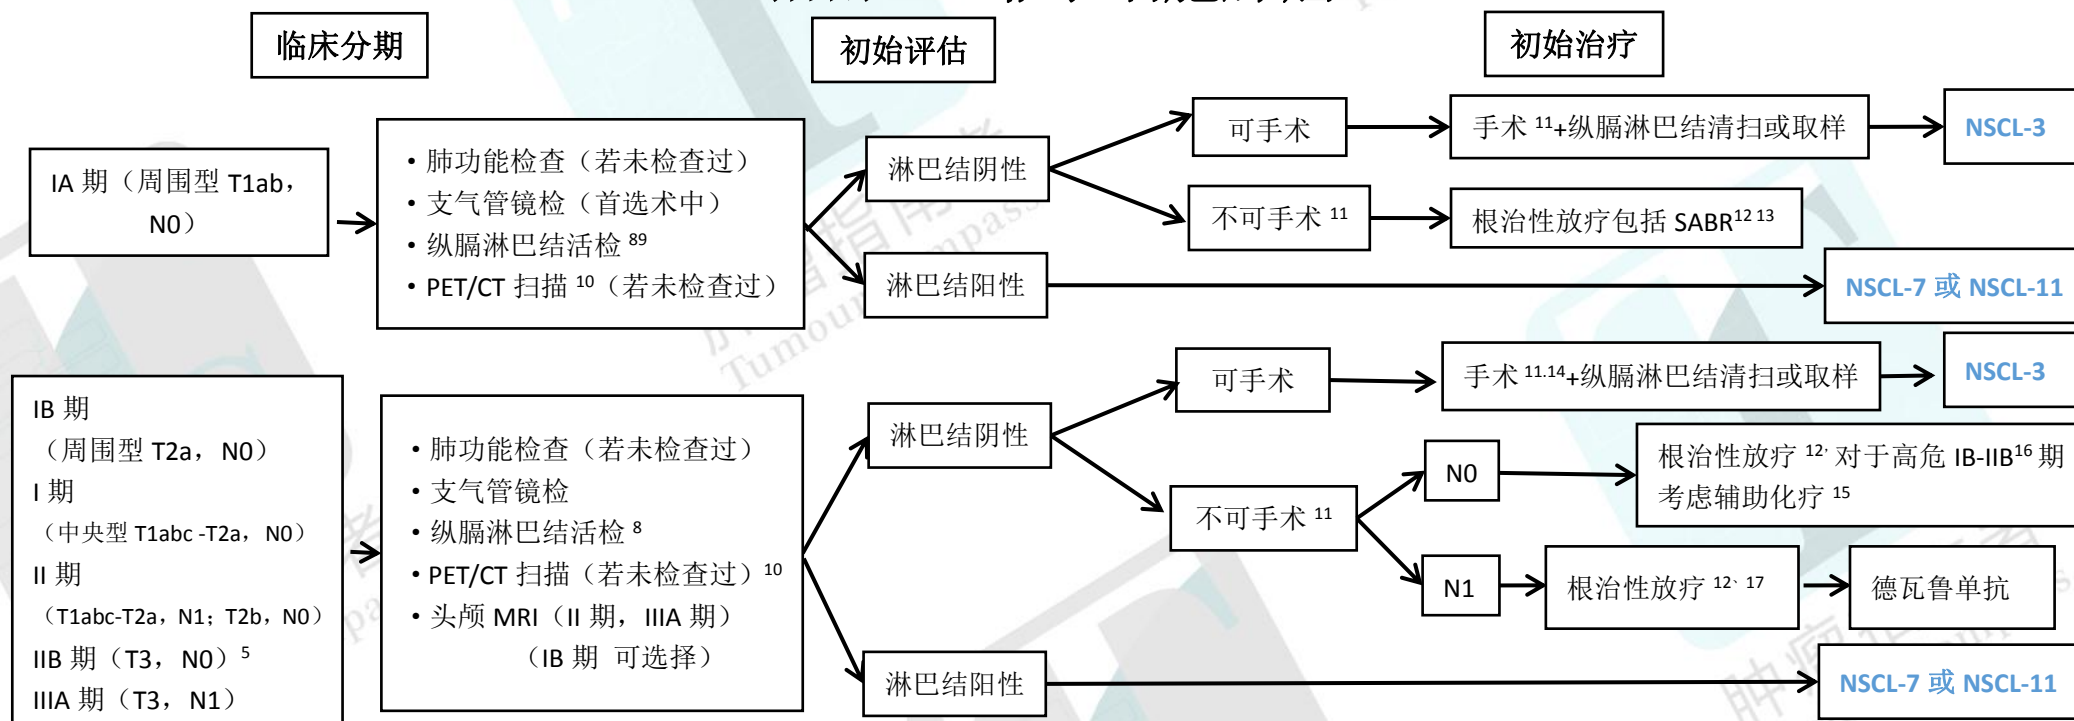 临床分期
初始评估
初始治疗
IA 期（周围型 T1ab，
N0）
・肺功能检查（若未检查过）
・支气管镜检（首选术中）
・纵膈淋巴结活检 89
・PET/CT 扫描 10（若未检查过）
淋巴结阴性
可手术
手术 11+纵膈淋巴结清扫或取样
NSCL-3
不可手术 11
根治性放疗包括 SABR12 13
淋巴结阳性
NSCL-7 或 NSCL-11
IB 期
（周围型 T2a，N0）
I 期
（中央型 T1abc -T2a，N0）
II 期
（T1abc-T2a，N1；T2b，N0）
IIB 期（T3，N0）5
IIIA 期（T3，N1）
・肺功能检查（若未检查过）
・支气管镜检
・纵膈淋巴结活检 8
・PET/CT 扫描（若未检查过）10
・头颅 MRI（II 期，IIIA 期）
（IB 期 可选择）
淋巴结阴性
可手术
手术 11.14+纵膈淋巴结清扫或取样
NSCL-3
不可手术 11
N0
根治性放疗 12，对于高危 IB-IIB16 期
考虑辅助化疗 15
N1
根治性放疗 12、17
德瓦鲁单抗
淋巴结阳性
NSCL-7 或 NSCL-11
肿瘤指南者
Tumour
mpass